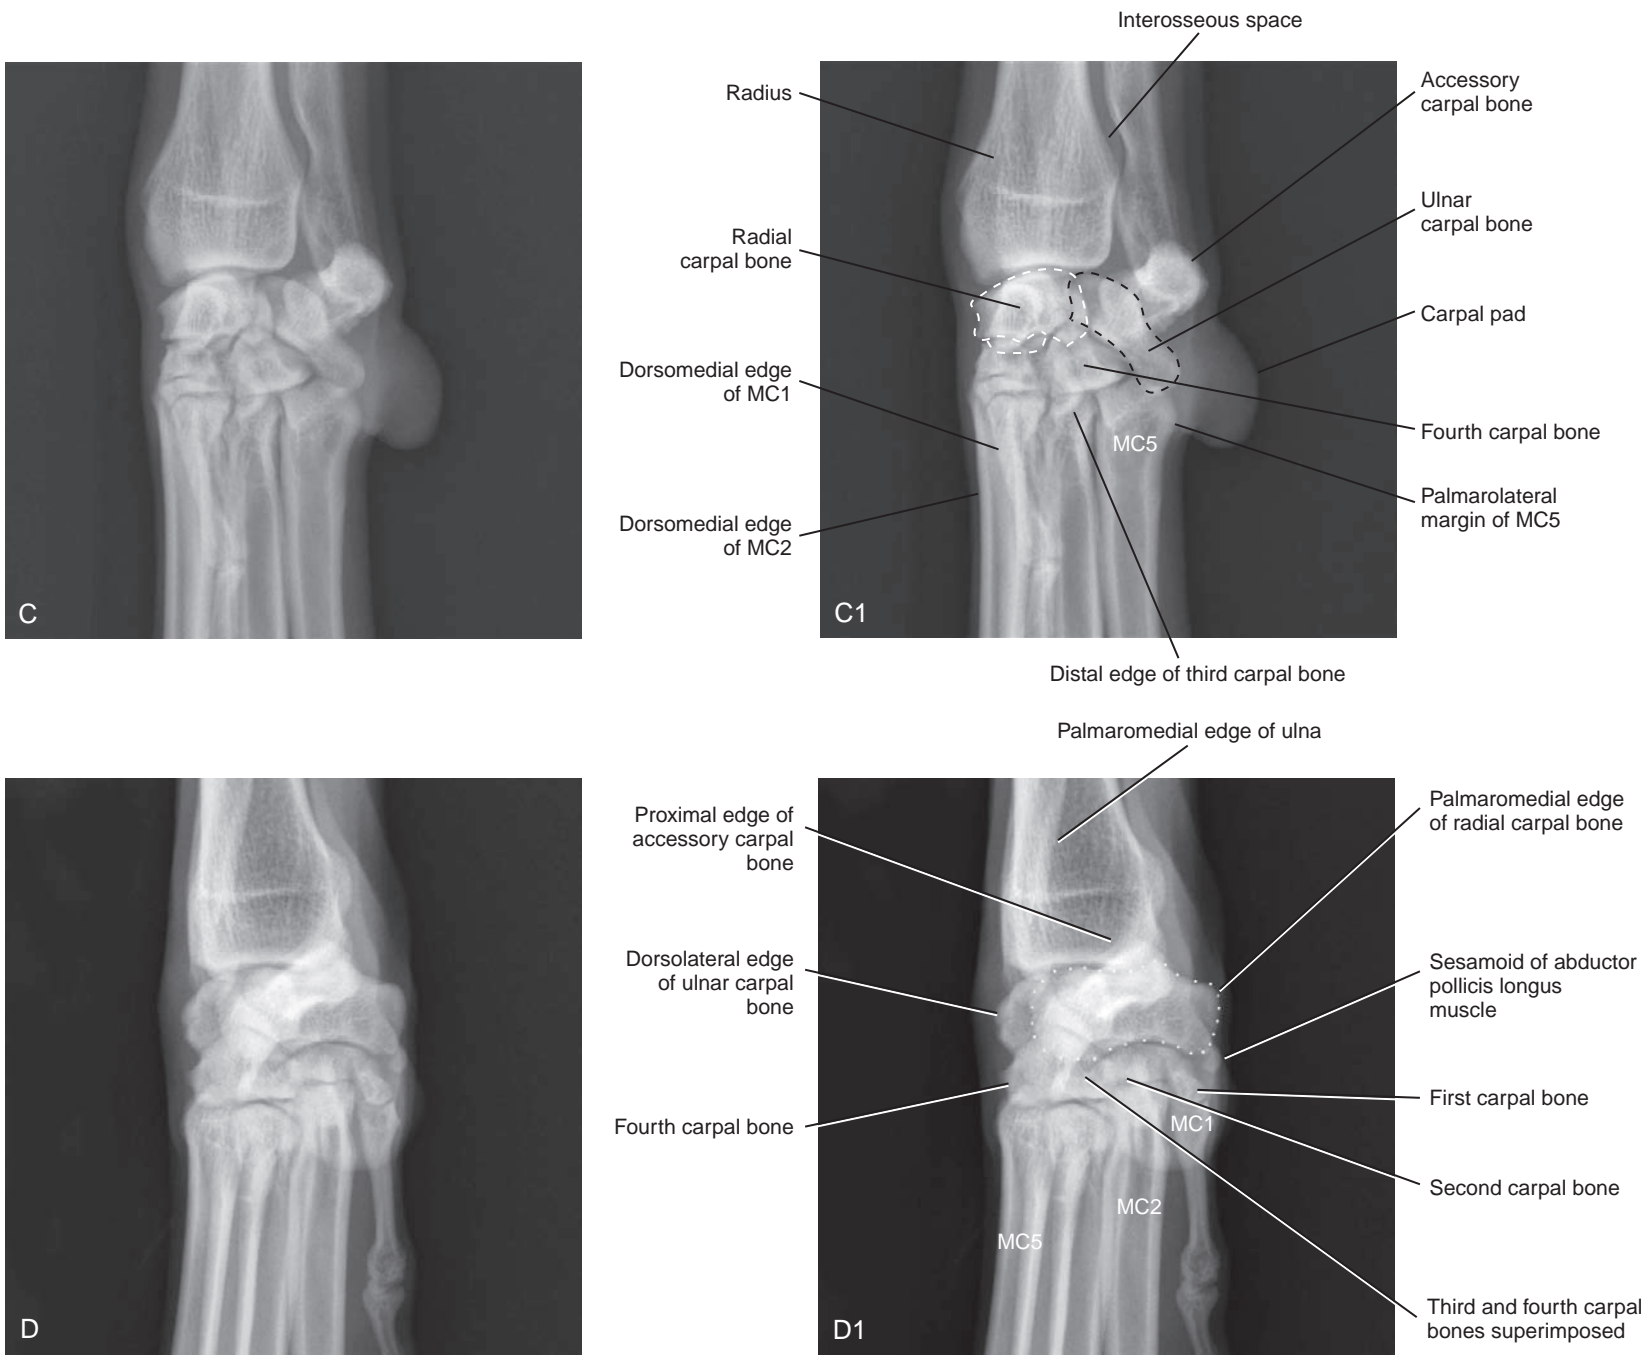 Interosseous space
Radius
Accessory
carpal bone
Ulnar
carpal bone
Radial
carpal bone
Carpal pad
Dorsomedial edge
of MC1
MC5
Fourth carpal bone
Palmarolateral
margin of MC5
Dorsomedial edge
of MC2
C
C1
Distal edge of third carpal bone
Palmaromedial edge of ulna
Proximal edge of
accessory carpal
bone
Palmaromedial edge
of radial carpal bone
Dorsolateral edge
of ulnar carpal
bone
Sesamoid of abductor
pollicis longus
muscle
First carpal bone
Fourth carpal bone
MC1
Second carpal bone
MC2
MC5
Third and fourth carpal
bones superimposed
D
D1